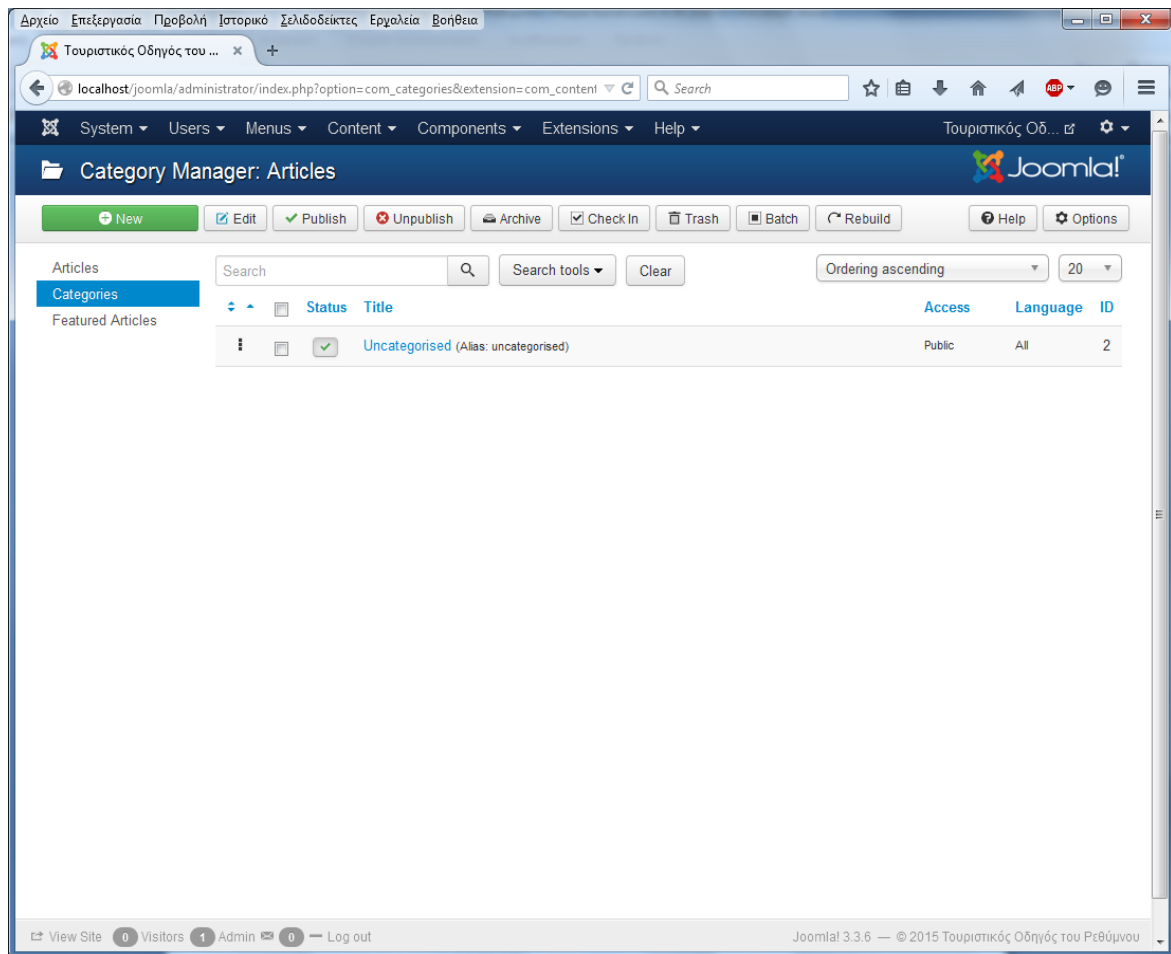 Αρχείο Επεξεργασία Προβολή Ιστορικό Σελιδοδείκτες Εργαλεία Βοήθεια
Τουριστικός Οδηγός του ...
localhost/joomla/administrator/index.php?option=com_categories&extension=com_content Search ABP
System Users Menus Content Components Extensions Help Τουριστικός Οδ...
Category Manager: Articles Joomla!®
New Edit Publish Unpublish Archive Check In Trash Batch Rebuild Help Options
Articles Search Search tools Clear Ordering ascending 20
Categories
Status Title Access Language ID
Featured Articles
Uncategorised (Alias: uncategorised) Public All 2
View Site 0 Visitors 1 Admin 0 Log out Joomla! 3.3.6 — © 2015 Τουριστικός Οδηγός του Ρεθύμνου